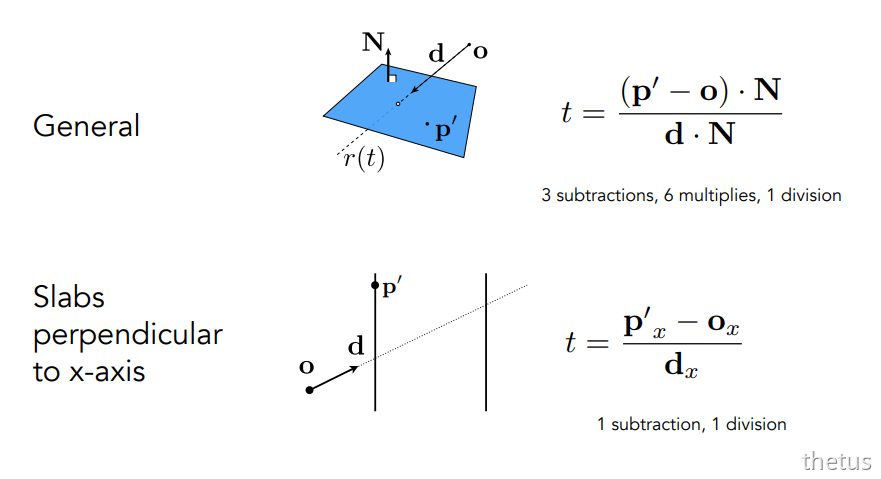 General
N
d
o
p′
r(t)
t = (p′ − o) · N / d · N
3 subtractions, 6 multiplies, 1 division
Slabs
perpendicular
to x-axis
p′
d
o
t = p′x − ox / dx
1 subtraction, 1 division
thetus